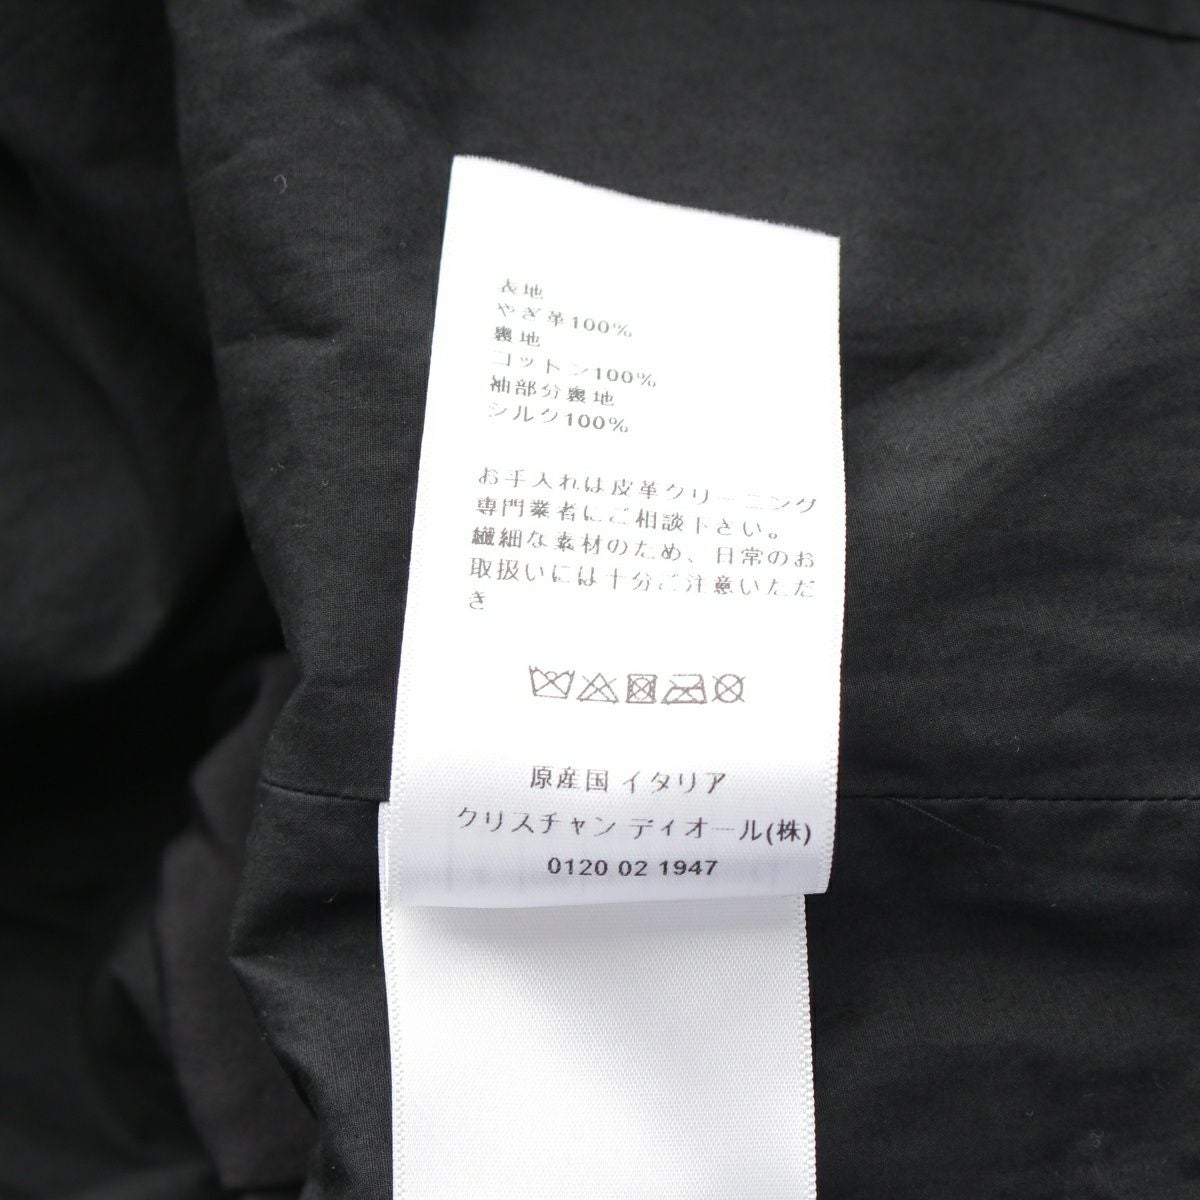 表地
やぎ革100%
裏地
コットン100%
袖部分裏地
シルク100%
お手入れは皮革クリーニング
専門業者にご相談下さい。
繊細な素材のため、日常のお
取扱いには十分ご注意いただ
き
原産国 イタリア
クリスチャン ディオール(株)
0120 02 1947